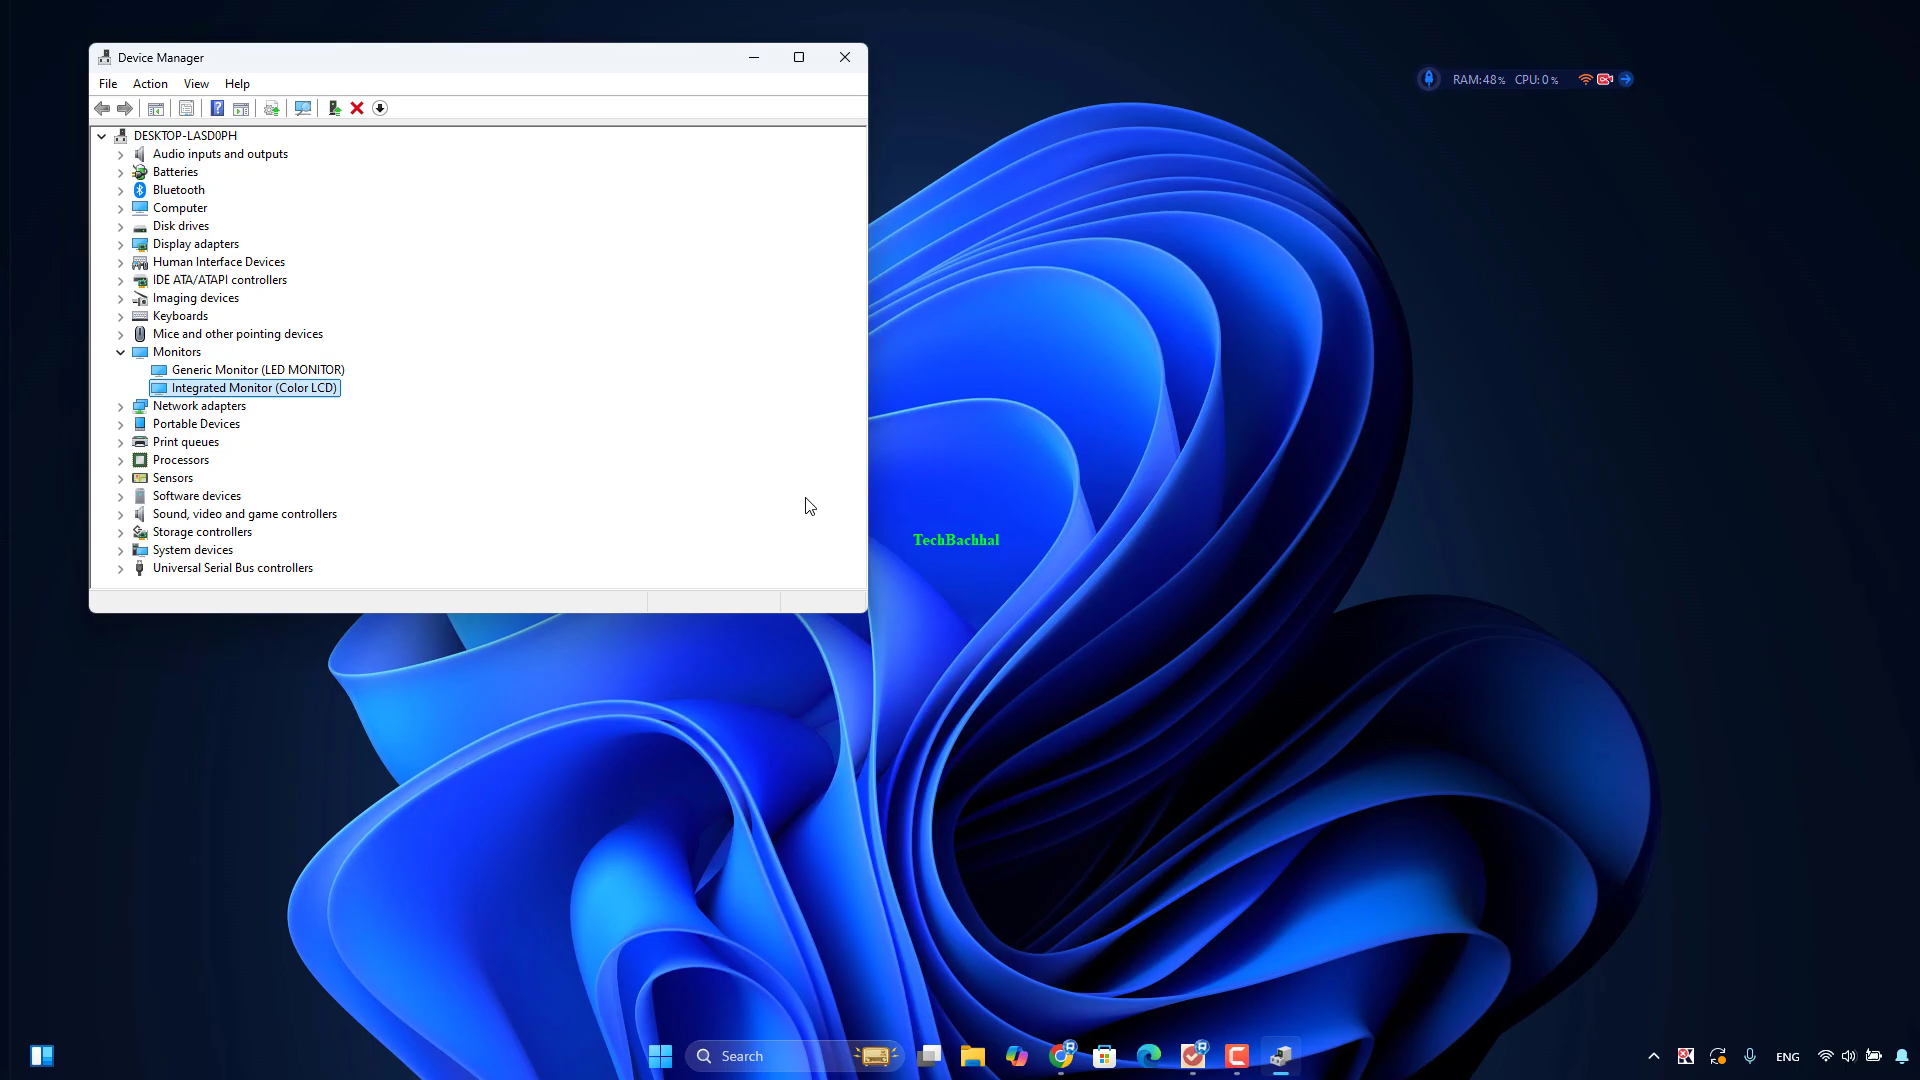 Device Manager
File Action View Help
DESKTOP-LASD0PH
Audio inputs and outputs
Batteries
Bluetooth
Computer
Disk drives
Display adapters
Human Interface Devices
IDE ATA/ATAPI controllers
Imaging devices
Keyboards
Mice and other pointing devices
Monitors
Generic Monitor (LED MONITOR)
Integrated Monitor (Color LCD)
Network adapters
Portable Devices
Print queues
Processors
Sensors
Software devices
Sound, video and game controllers
Storage controllers
System devices
Universal Serial Bus controllers
RAM:48% CPU:0%
TechBachhal
Search
ENG